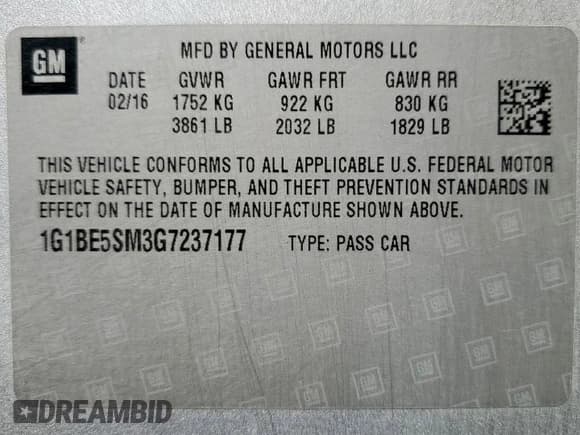 GM
MFD BY GENERAL MOTORS LLC
DATE GVWR GAWR FRT GAWR RR
02/16 1752 KG 922 KG 830 KG
3861 LB 2032 LB 1829 LB
THIS VEHICLE CONFORMS TO ALL APPLICABLE U.S. FEDERAL MOTOR
VEHICLE SAFETY, BUMPER, AND THEFT PREVENTION STANDARDS IN
EFFECT ON THE DATE OF MANUFACTURE SHOWN ABOVE.
1G1BE5SM3G7237177 TYPE: PASS CAR
DREAMBID